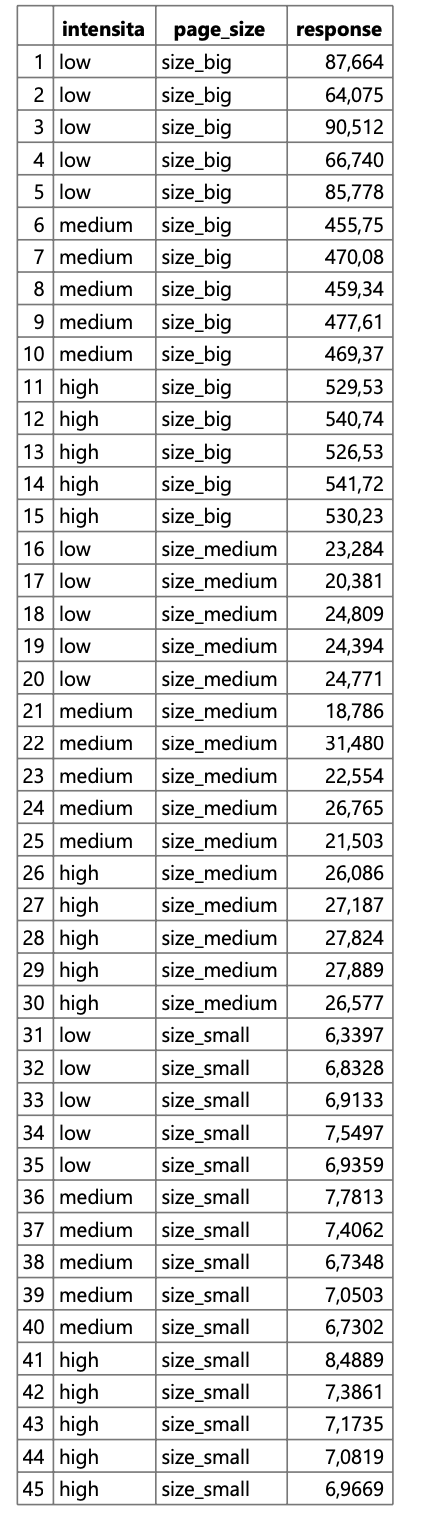 intensita page_size response
1 low size_big 87,664
2 low size_big 64,075
3 low size_big 90,512
4 low size_big 66,740
5 low size_big 85,778
6 medium size_big 455,75
7 medium size_big 470,08
8 medium size_big 459,34
9 medium size_big 477,61
10 medium size_big 469,37
11 high size_big 529,53
12 high size_big 540,74
13 high size_big 526,53
14 high size_big 541,72
15 high size_big 530,23
16 low size_medium 23,284
17 low size_medium 20,381
18 low size_medium 24,809
19 low size_medium 24,394
20 low size_medium 24,771
21 medium size_medium 18,786
22 medium size_medium 31,480
23 medium size_medium 22,554
24 medium size_medium 26,765
25 medium size_medium 21,503
26 high size_medium 26,086
27 high size_medium 27,187
28 high size_medium 27,824
29 high size_medium 27,889
30 high size_medium 26,577
31 low size_small 6,3397
32 low size_small 6,8328
33 low size_small 6,9133
34 low size_small 7,5497
35 low size_small 6,9359
36 medium size_small 7,7813
37 medium size_small 7,4062
38 medium size_small 6,7348
39 medium size_small 7,0503
40 medium size_small 6,7302
41 high size_small 8,4889
42 high size_small 7,3861
43 high size_small 7,1735
44 high size_small 7,0819
45 high size_small 6,9669